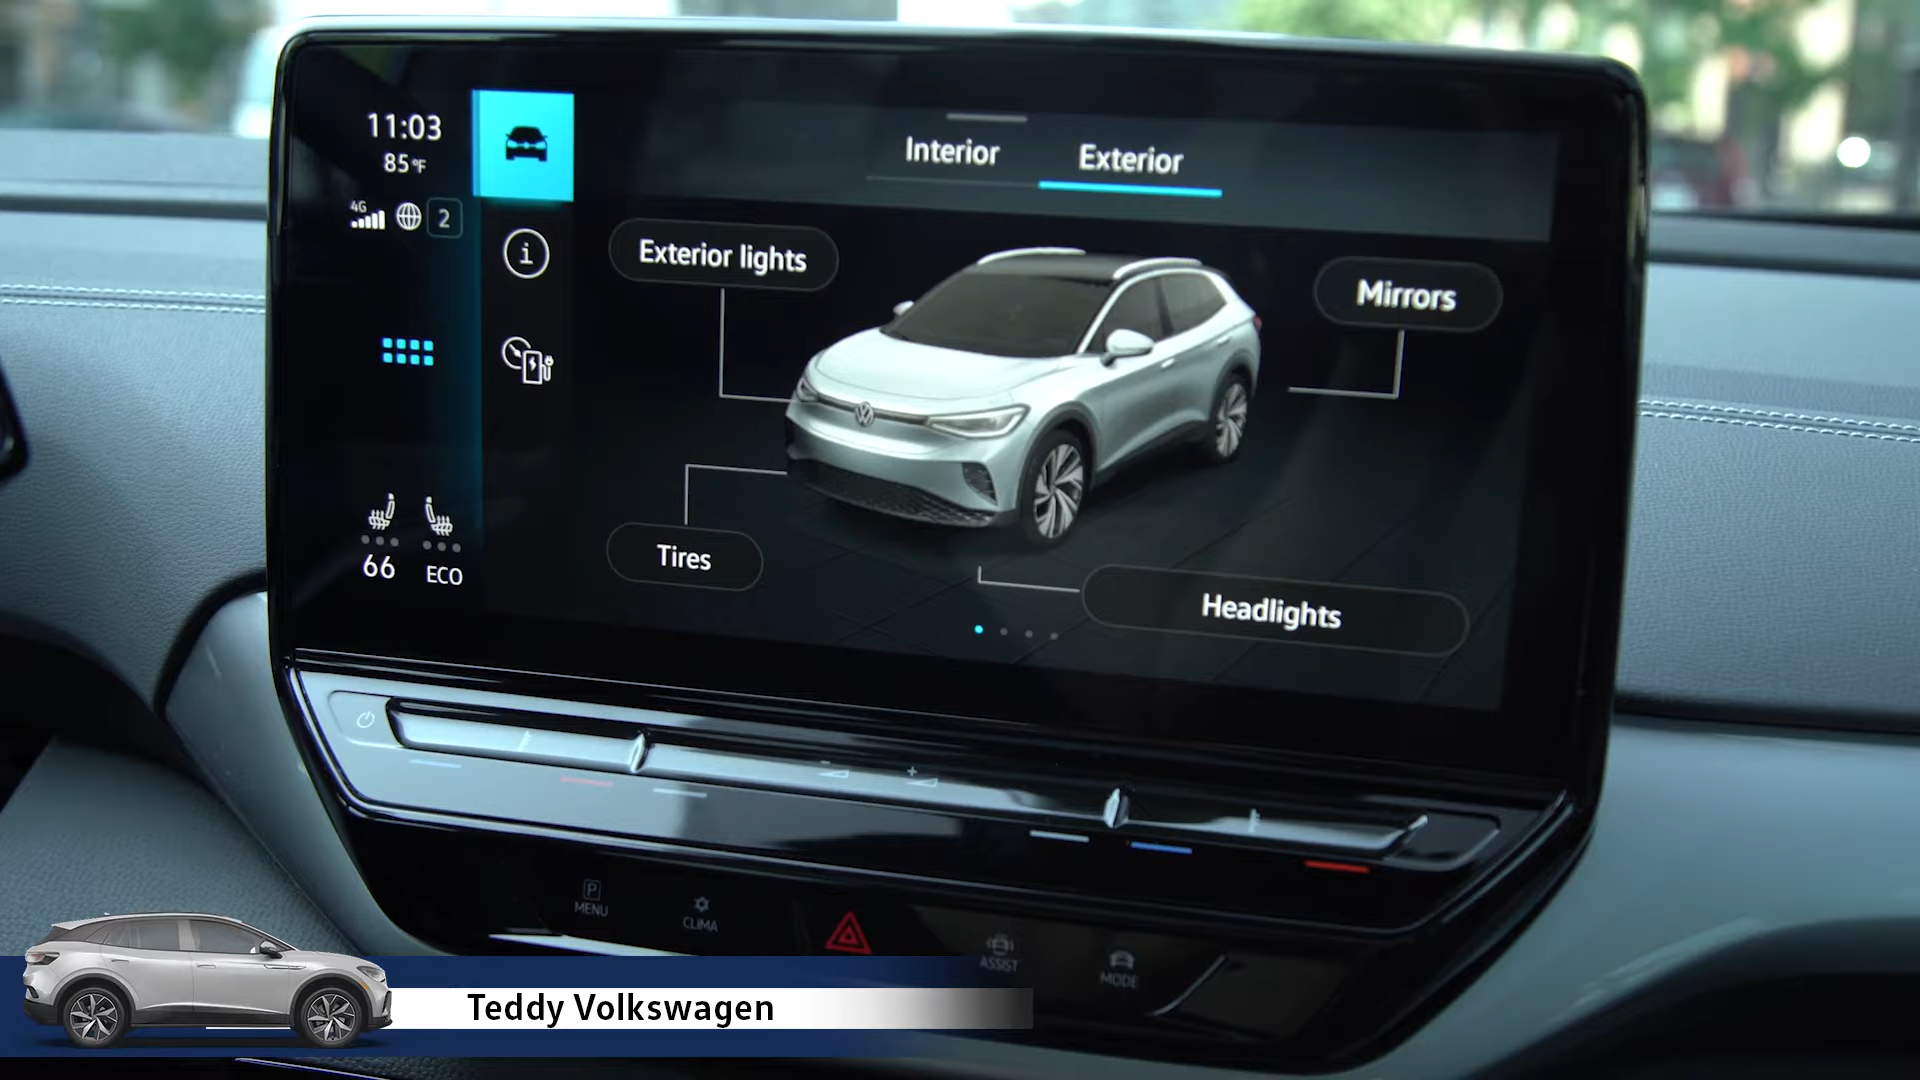 11:03
85°F
4G
2
Interior
Exterior
Exterior lights
Mirrors
Tires
Headlights
66
ECO
P
MENU
CLIMA
ASSIST
MODE
Teddy Volkswagen